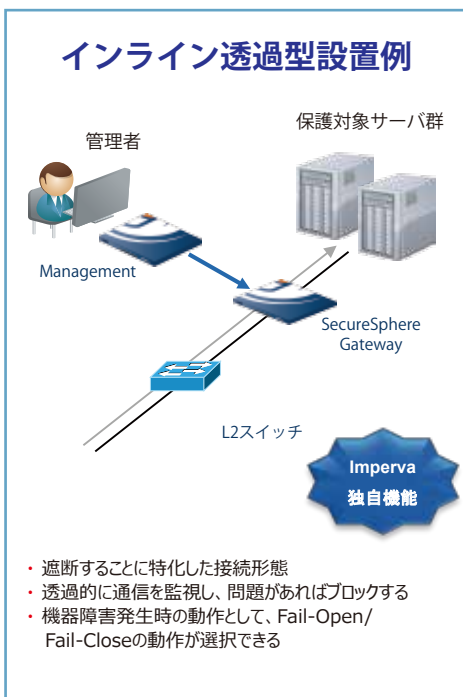 インライン透過型設置例
管理者
保護対象サーバ群
Management
SecureSphere
Gateway
L2スイッチ
Imperva
独自機能
・ 遮断することに特化した接続形態
・ 透過的に通信を監視し、問題があればブロックする
・ 機器障害発生時の動作として、Fail-Open/
Fail-Closeの動作が選択できる